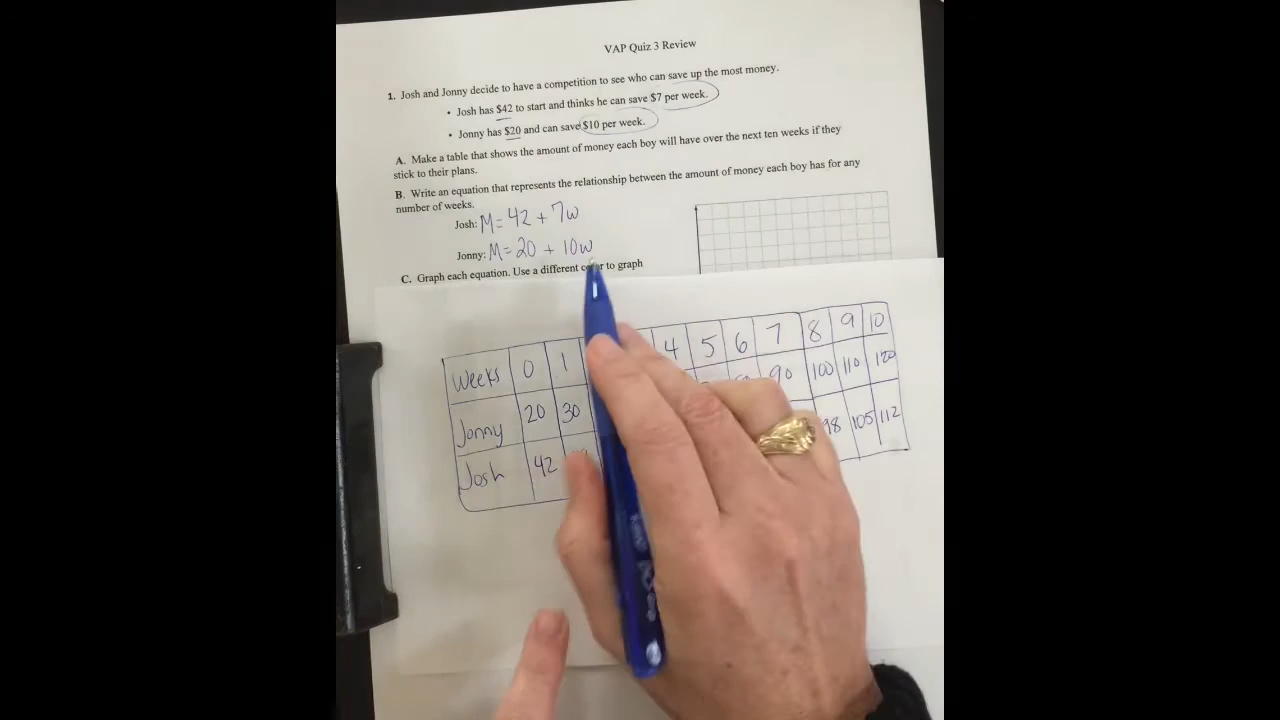 VAP Quiz 3 Review
1. Josh and Jonny decide to have a competition to see who can save up the most money.
• Josh has $42 to start and thinks he can save $7 per week.
• Jonny has $20 and can save $10 per week.
A. Make a table that shows the amount of money each boy will have over the next ten weeks if they
stick to their plans.
B. Write an equation that represents the relationship between the amount of money each boy has for any
number of weeks.
Josh: M = 42 + 7w
Jonny: M = 20 + 10w
C. Graph each equation. Use a different color to graph
Weeks 0 1 4 5 6 7 8 9 10
Jonny 20 30 90 100 110 120
Josh 42 98 105 112